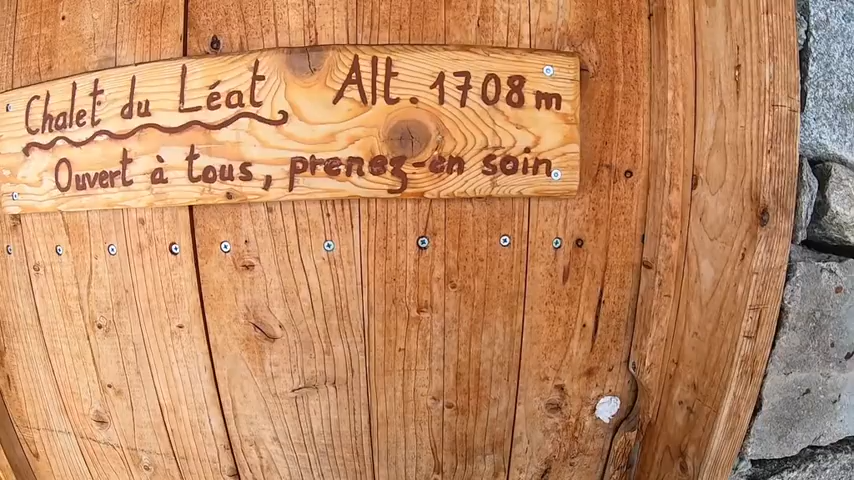 Chalet du Léat Alt. 1708 m
Ouvert à tous, prenez-en soin